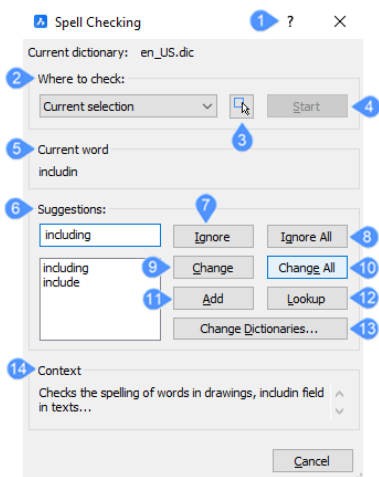 Spell Checking 1 ?
Current dictionary: en_US.dic
2 Where to check:
Current selection Start 4
3
5 Current word
includin
7
6 Suggestions:
including Ignore Ignore All 8
including 9 Change Change All 10
include
11 Add Lookup 12
Change Dictionaries... 13
14 Context
Checks the spelling of words in drawings, includin field
in texts...
Cancel